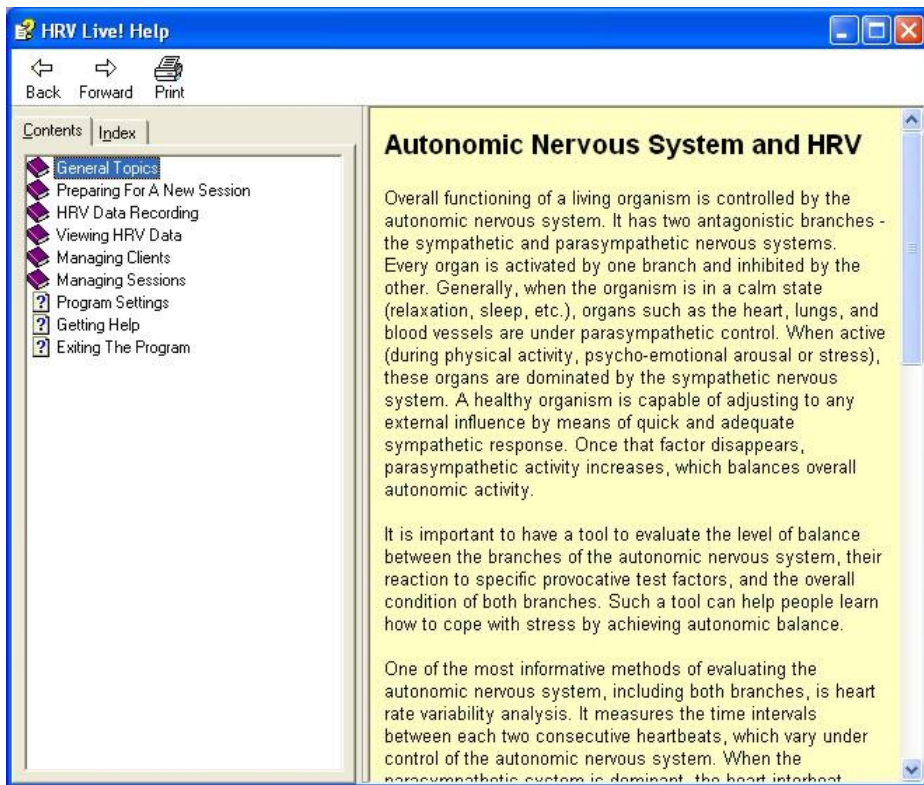 HRV Live! Help
Back Forward Print
Contents Index
General Topics
Preparing For A New Session
HRV Data Recording
Viewing HRV Data
Managing Clients
Managing Sessions
Program Settings
Getting Help
Exiting The Program
Autonomic Nervous System and HRV
Overall functioning of a living organism is controlled by the
autonomic nervous system. It has two antagonistic branches -
the sympathetic and parasympathetic nervous systems.
Every organ is activated by one branch and inhibited by the
other. Generally, when the organism is in a calm state
(relaxation, sleep, etc.), organs such as the heart, lungs, and
blood vessels are under parasympathetic control. When active
(during physical activity, psycho-emotional arousal or stress),
these organs are dominated by the sympathetic nervous
system. A healthy organism is capable of adjusting to any
external influence by means of quick and adequate
sympathetic response. Once that factor disappears,
parasympathetic activity increases, which balances overall
autonomic activity.
It is important to have a tool to evaluate the level of balance
between the branches of the autonomic nervous system, their
reaction to specific provocative test factors, and the overall
condition of both branches. Such a tool can help people learn
how to cope with stress by achieving autonomic balance.
One of the most informative methods of evaluating the
autonomic nervous system, including both branches, is heart
rate variability analysis. It measures the time intervals
between each two consecutive heartbeats, which vary under
control of the autonomic nervous system. When the
parasympathetic system is dominant, the heart interbeat